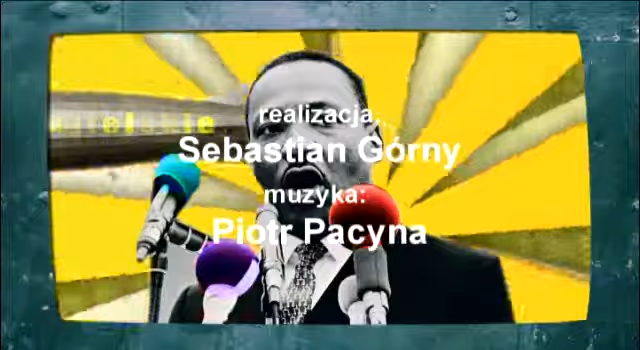 realizacja,
Sebastian Górny
muzyka:
Piotr Pacyna